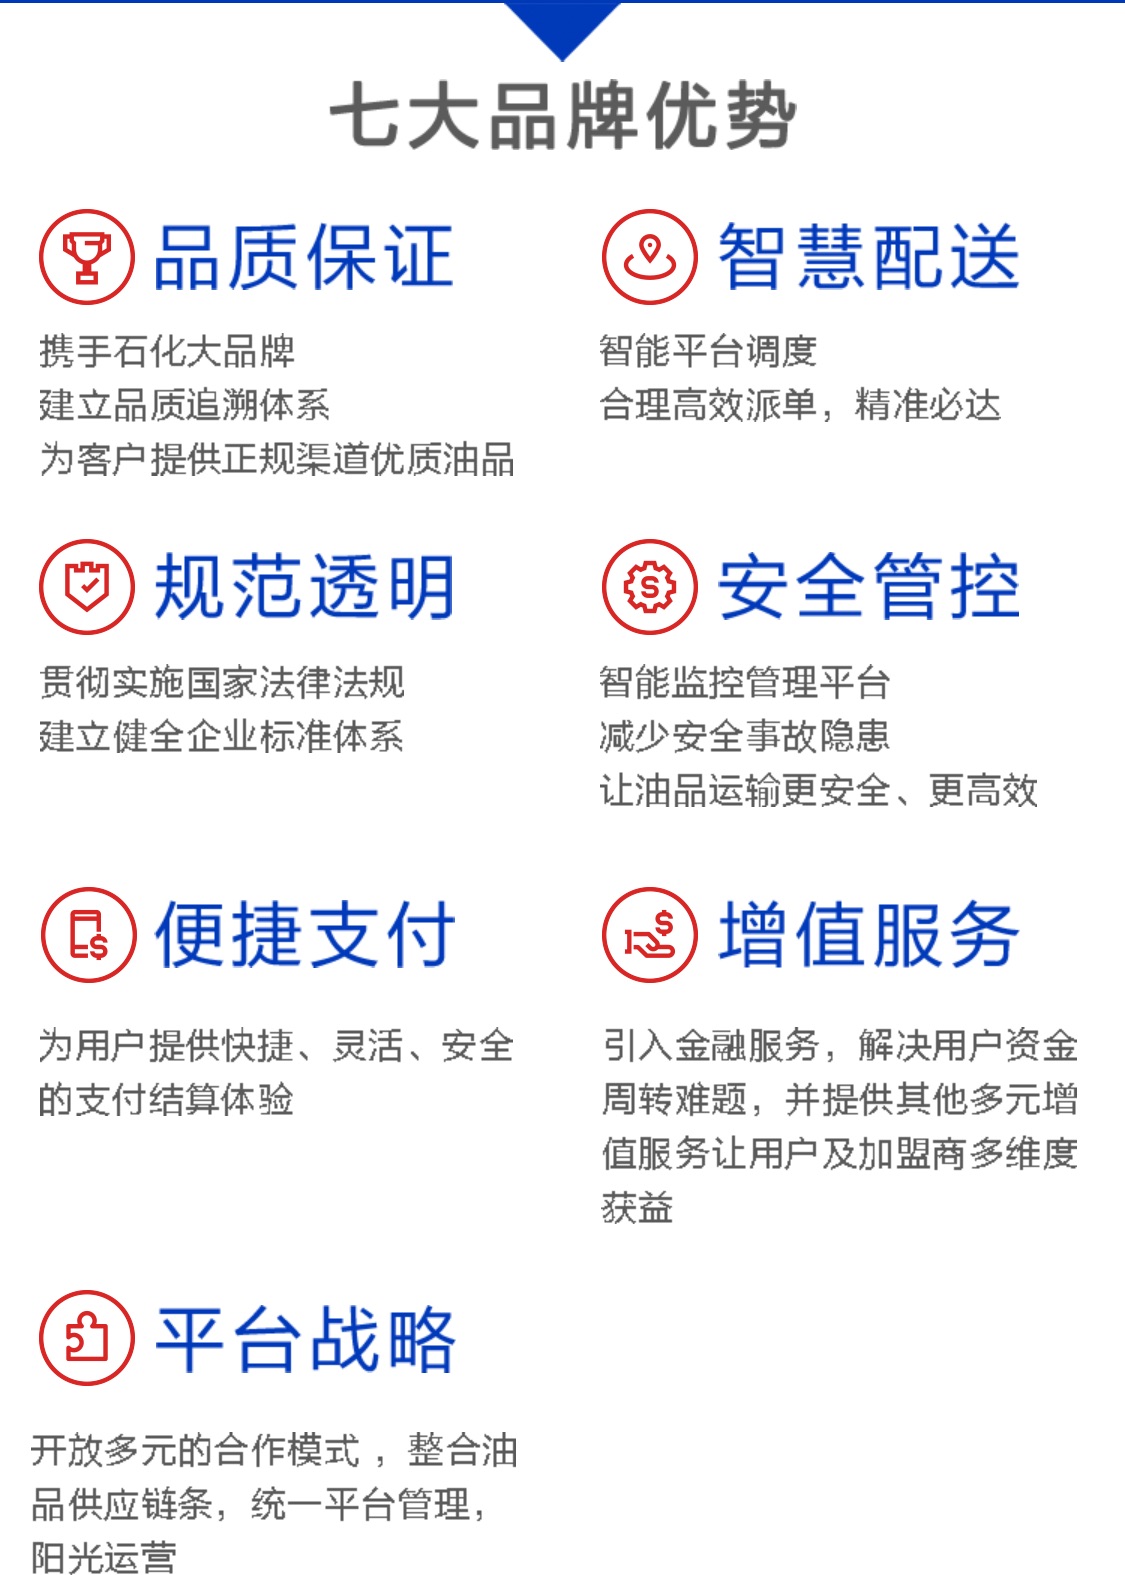 七大品牌优势
品质保证
携手石化大品牌
建立品质追溯体系
为客户提供正规渠道优质油品
智慧配送
智能平台调度
合理高效派单，精准必达
规范透明
贯彻实施国家法律法规
建立健全企业标准体系
安全管控
智能监控管理平台
减少安全事故隐患
让油品运输更安全、更高效
便捷支付
为用户提供快捷、灵活、安全
的支付结算体验
增值服务
引入金融服务，解决用户资金
周转难题，并提供其他多元增
值服务让用户及加盟商多维度
获益
平台战略
开放多元的合作模式，整合油
品供应链条，统一平台管理，
阳光运营